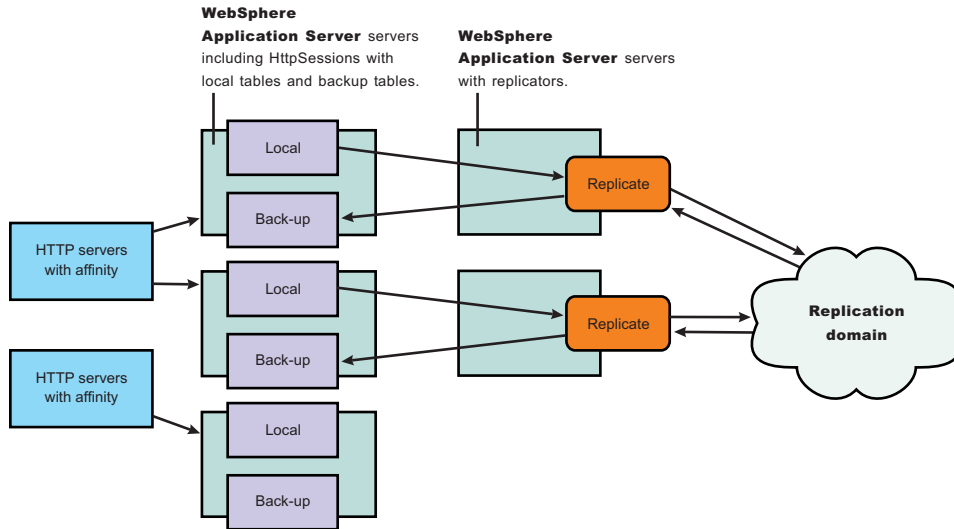 WebSphere
Application Server servers
including HttpSessions with
local tables and backup tables.
WebSphere
Application Server servers
with replicators.
Local
Back-up
Replicate
HTTP servers
with affinity
Local
Back-up
Replicate
Replication
domain
HTTP servers
with affinity
Local
Back-up